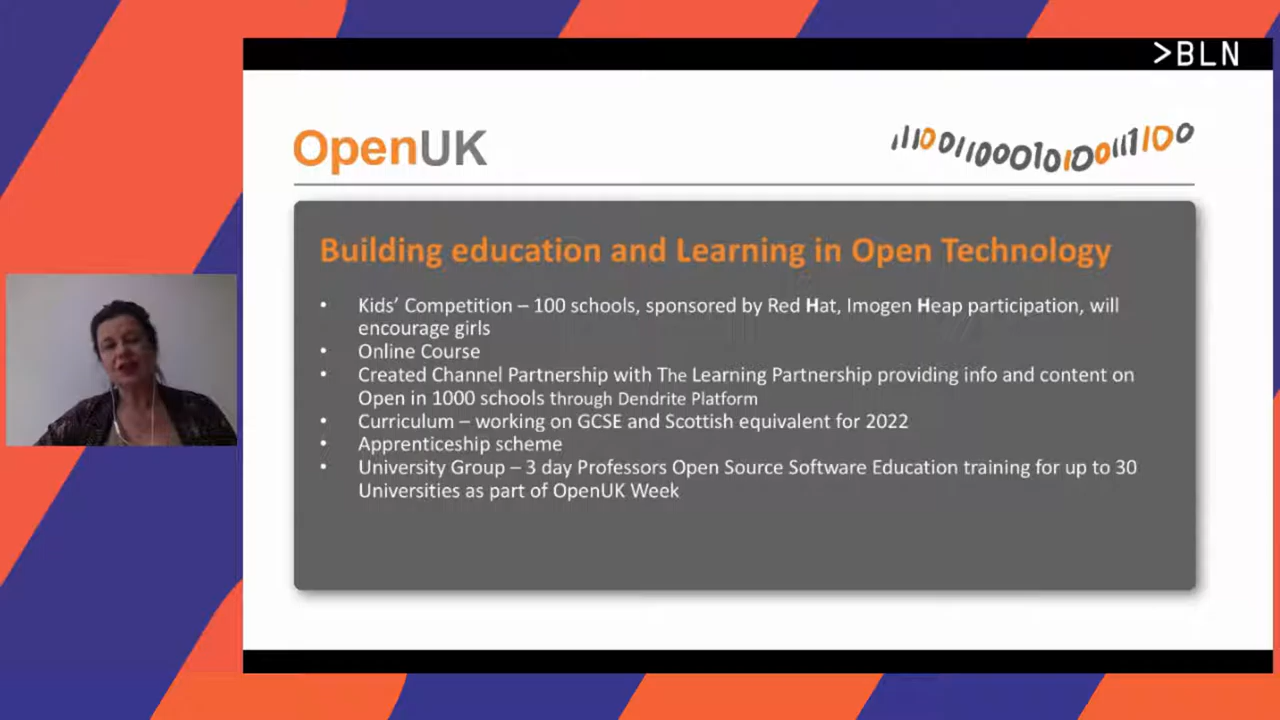 >BLN
OpenUK
Building education and Learning in Open Technology
• Kids’ Competition – 100 schools, sponsored by Red Hat, Imogen Heap participation, will
encourage girls
• Online Course
• Created Channel Partnership with The Learning Partnership providing info and content on
Open in 1000 schools through Dendrite Platform
• Curriculum – working on GCSE and Scottish equivalent for 2022
• Apprenticeship scheme
• University Group – 3 day Professors Open Source Software Education training for up to 30
Universities as part of OpenUK Week